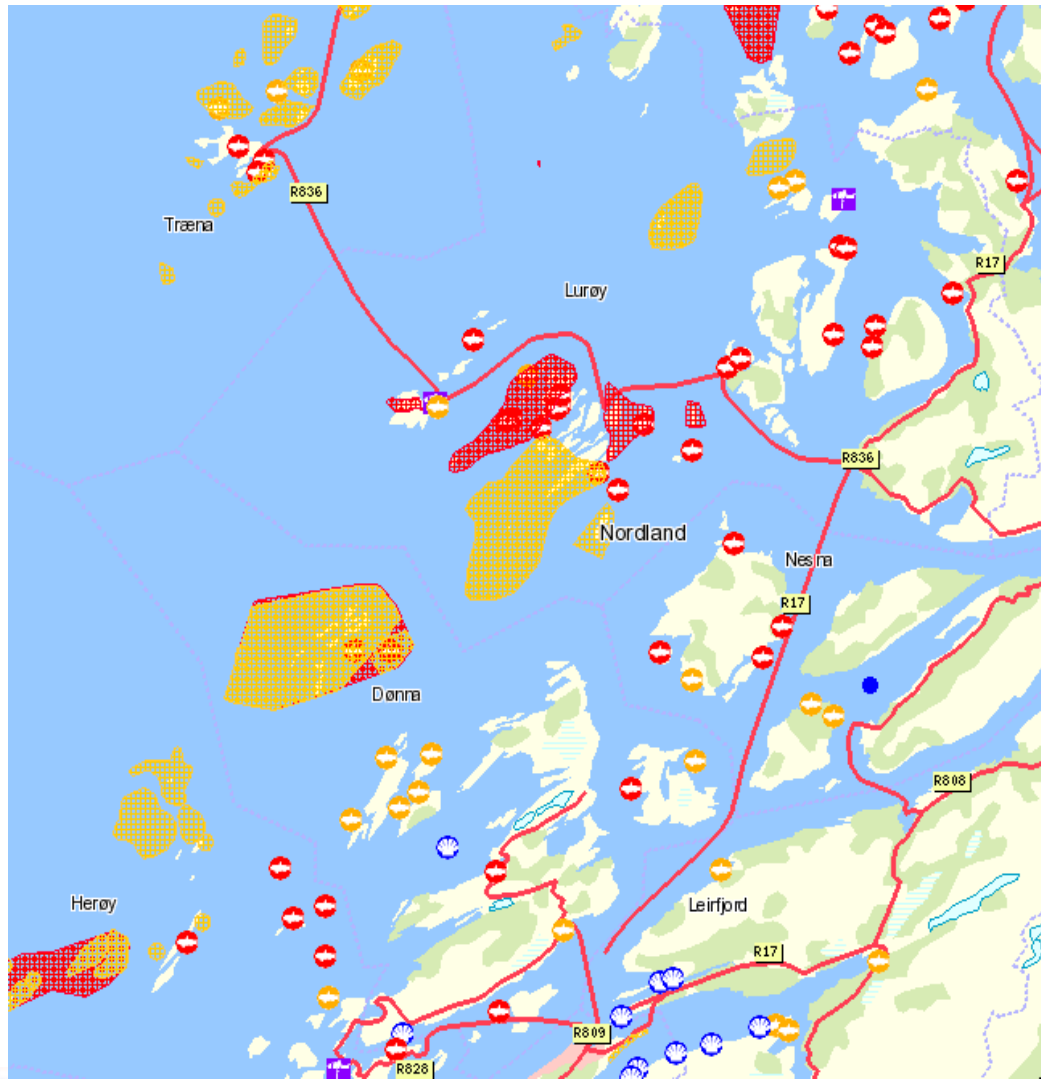 R836
Træna
R17
Lurøy
R836
Nordland
Nesna
R17
Dønna
R808
Herøy
Leirfjord
R17
R809
R828